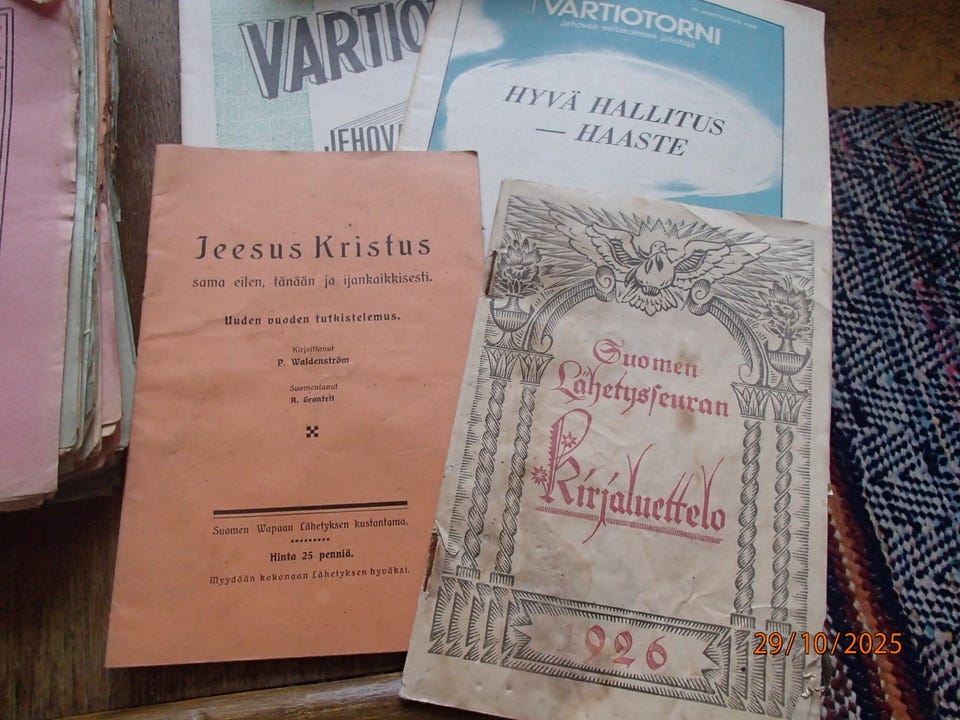 VARTIO
JEHOV
VARTIOTORNI
Jehovan valtakunnan julistaja
HYVÄ HALLITUS
— HAASTE
Jeesus Kristus
sama eilen, tänään ja ijankaikkisesti.
Uuden vuoden tutkistelemus.
Kirjoittanut
P. Waldenström
Suomentanut
A. Granfelt
Suomen Wapaan Lähetyksen kustantama.
Hinta 25 penniä.
Myydään kokonaan Lähetyksen hyväksi.
Suomen
Lähetysseuran
Kirjaluettelo
1926
29/10/2025